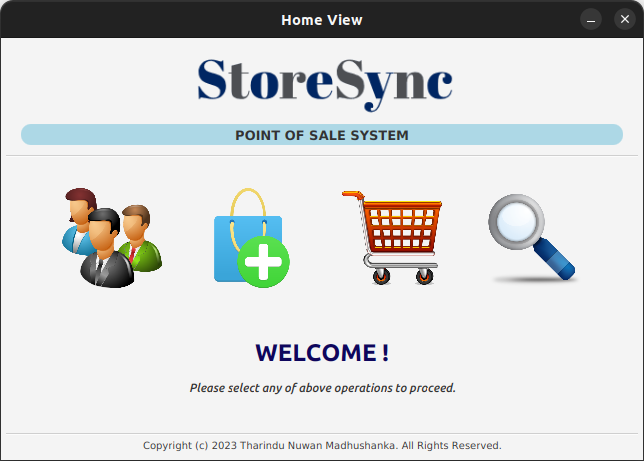 Home View
StoreSync
POINT OF SALE SYSTEM
WELCOME !
Please select any of above operations to proceed.
Copyright (c) 2023 Tharindu Nuwan Madhushanka. All Rights Reserved.